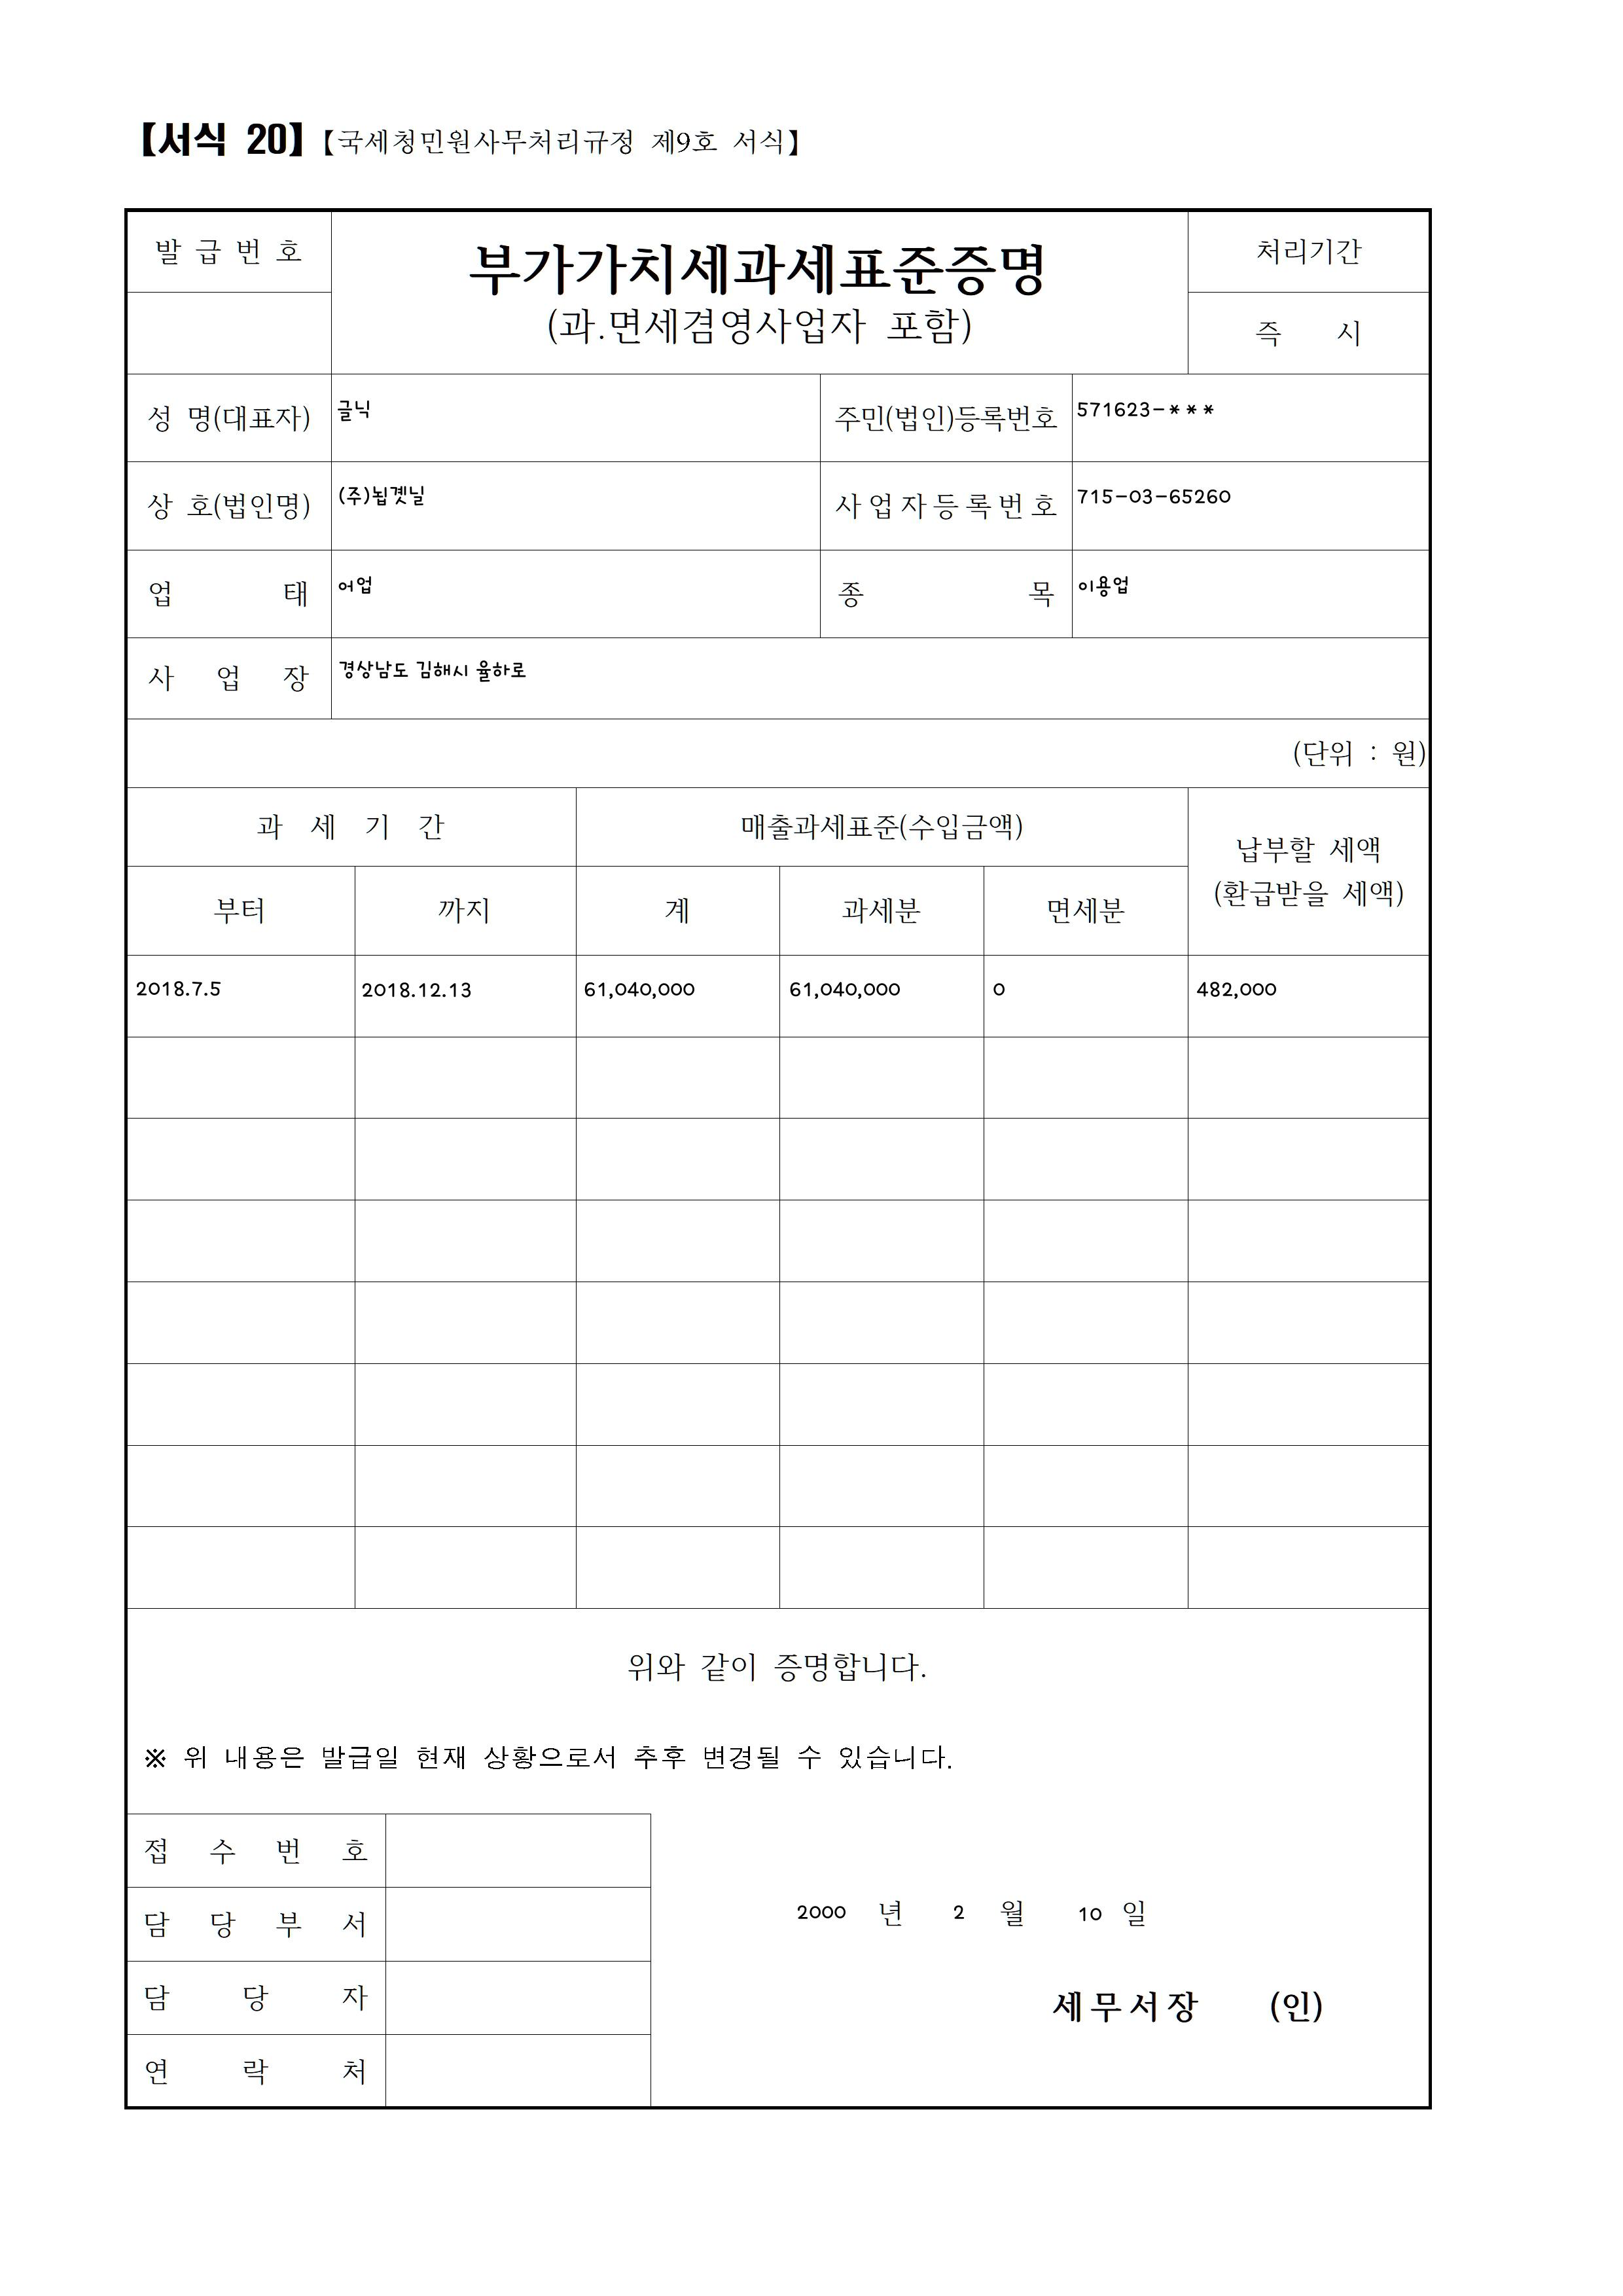 【서식 20】【국세청민원사무처리규정 제9호 서식】
발 급 번 호
부가가치세과세표준증명
(과.면세겸영사업자 포함)
처리기간
즉 시
성 명(대표자) 글닉 주민(법인)등록번호 571623-***
상 호(법인명) (주)뇝곗닐 사 업 자 등 록 번 호 715-03-65260
업 태 어업 종 목 이용업
사 업 장 경상남도 김해시 율하로
(단위 : 원)
과 세 기 간 매출과세표준(수입금액) 납부할 세액
(환급받을 세액)
부터 까지 계 과세분 면세분
2018.7.5 2018.12.13 61,040,000 61,040,000 0 482,000
위와 같이 증명합니다.
※ 위 내용은 발급일 현재 상황으로서 추후 변경될 수 있습니다.
접 수 번 호
담 당 부 서
담 당 자
연 락 처
2000 년 2 월 10 일
세무서장 (인)